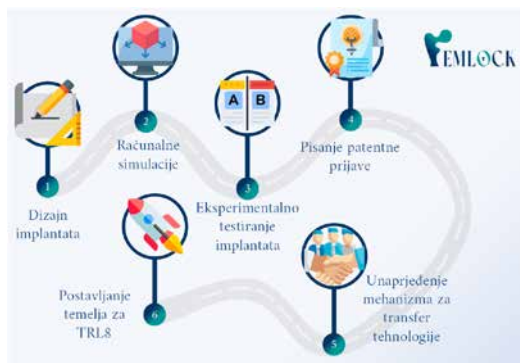 FEMLOCK
1
Dizajn
implantata
2
Računalne
simulacije
A B
3
Eksperimentalno
testiranje
implantata
4
Pisanje patentne
prijave
5
Unaprjeđenje
mehanizma za
transfer
tehnologije
6
Postavljanje
temelja za
TRL8